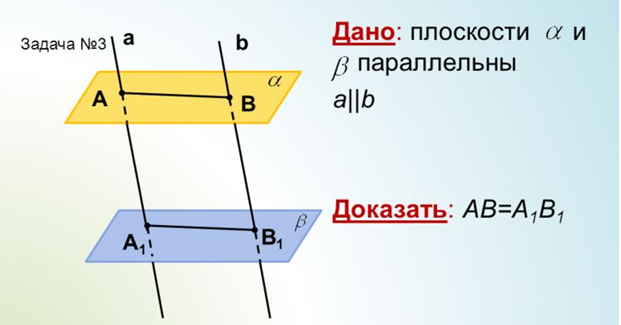 Задача №3
a
b
α
A
B
β
A₁
B₁
Дано: плоскости α и
β параллельны
a||b
Доказать: AB=A₁B₁